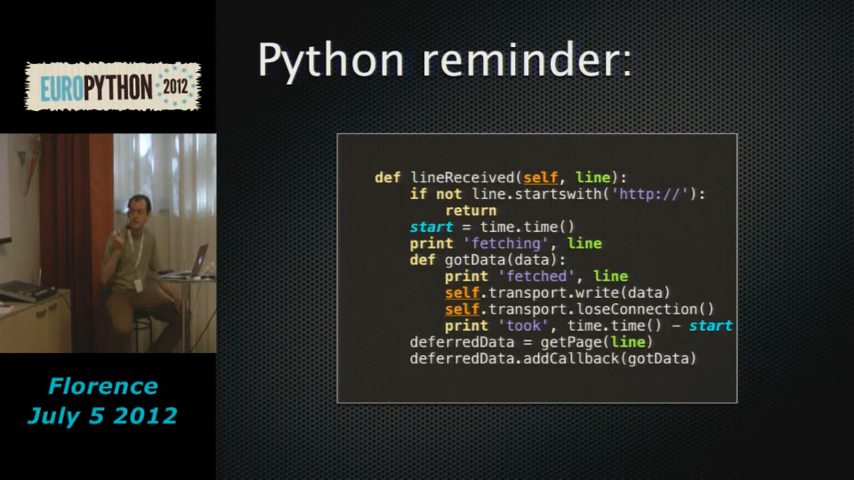 EUROPYTHON 2012
Florence
July 5 2012
Python reminder:
def lineReceived(self, line):
    if not line.startswith('http://'):
        return
    start = time.time()
    print 'fetching', line
    def gotData(data):
        print 'fetched', line
        self.transport.write(data)
        self.transport.loseConnection()
        print 'took', time.time() - start
    deferredData = getPage(line)
    deferredData.addCallback(gotData)